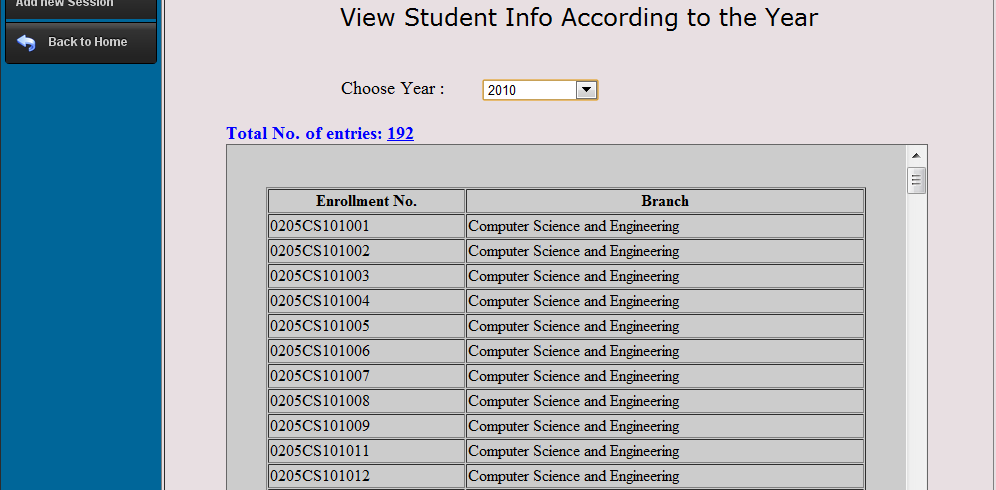 Add new Session
Back to Home
View Student Info According to the Year
Choose Year : 2010
Total No. of entries: 192
Enrollment No. Branch
0205CS101001 Computer Science and Engineering
0205CS101002 Computer Science and Engineering
0205CS101003 Computer Science and Engineering
0205CS101004 Computer Science and Engineering
0205CS101005 Computer Science and Engineering
0205CS101006 Computer Science and Engineering
0205CS101007 Computer Science and Engineering
0205CS101008 Computer Science and Engineering
0205CS101009 Computer Science and Engineering
0205CS101011 Computer Science and Engineering
0205CS101012 Computer Science and Engineering